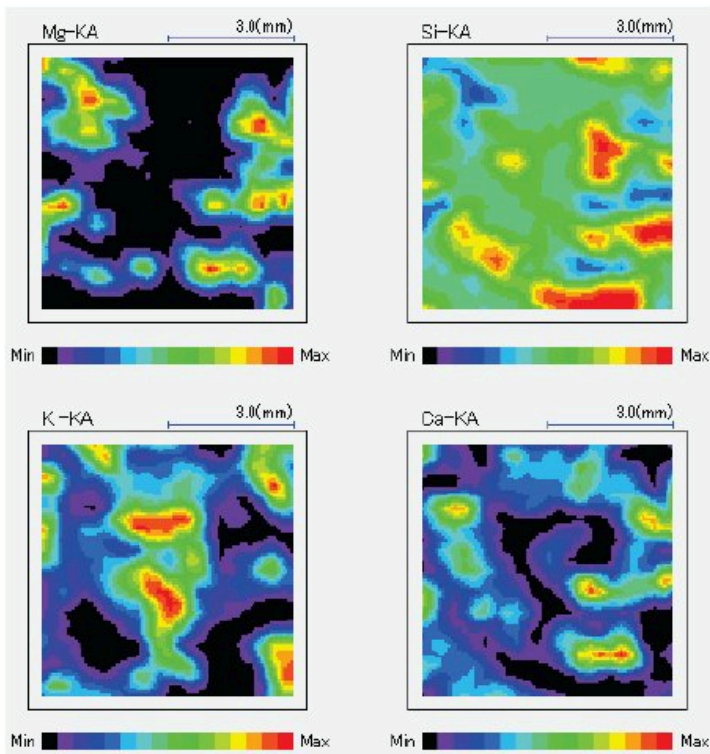 Mg-KA
3.0(mm)
Si-KA
3.0(mm)
Min
Max
Min
Max
K -KA
3.0(mm)
Ca-KA
3.0(mm)
Min
Max
Min
Max